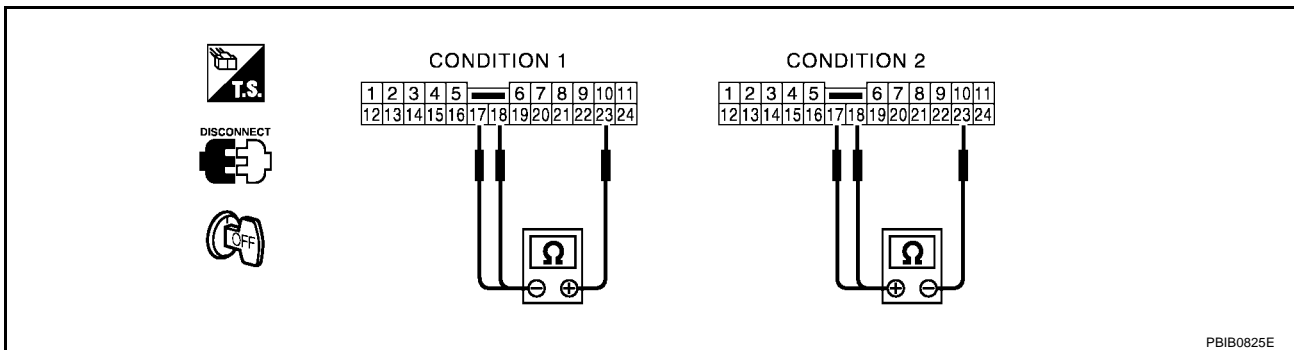 CONDITION 1
1 2 3 4 5 6 7 8 9 10 11
12 13 14 15 16 17 18 19 20 21 22 23 24
Ω
− +
CONDITION 2
1 2 3 4 5 6 7 8 9 10 11
12 13 14 15 16 17 18 19 20 21 22 23 24
Ω
+ −
T.S.
DISCONNECT
OFF
PBIB0825E